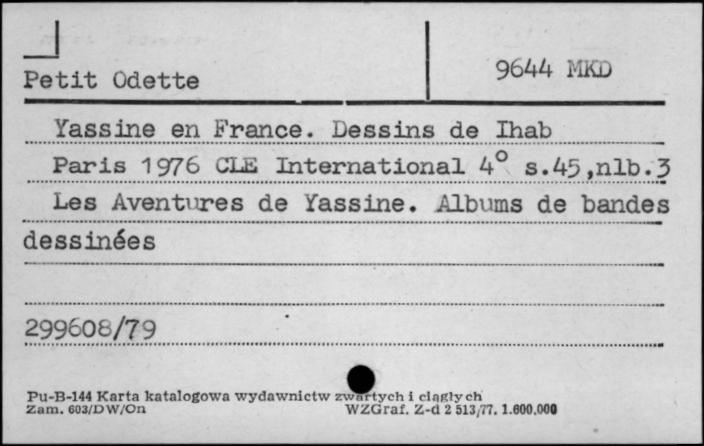 Petit Odette
9644 MKD
Yassine en France. Dessins de Ihab
Paris 1976 CLE International 4° s.45,nlb.3
Les Aventures de Yassine. Albums de bandes
dessinées
299608/79
Pu-B-144 Karta katalogowa wydawnictw zwartych i ciągłych
Zam. 603/DW/On WZGraf. Z-d 2 513/77. 1.600.000